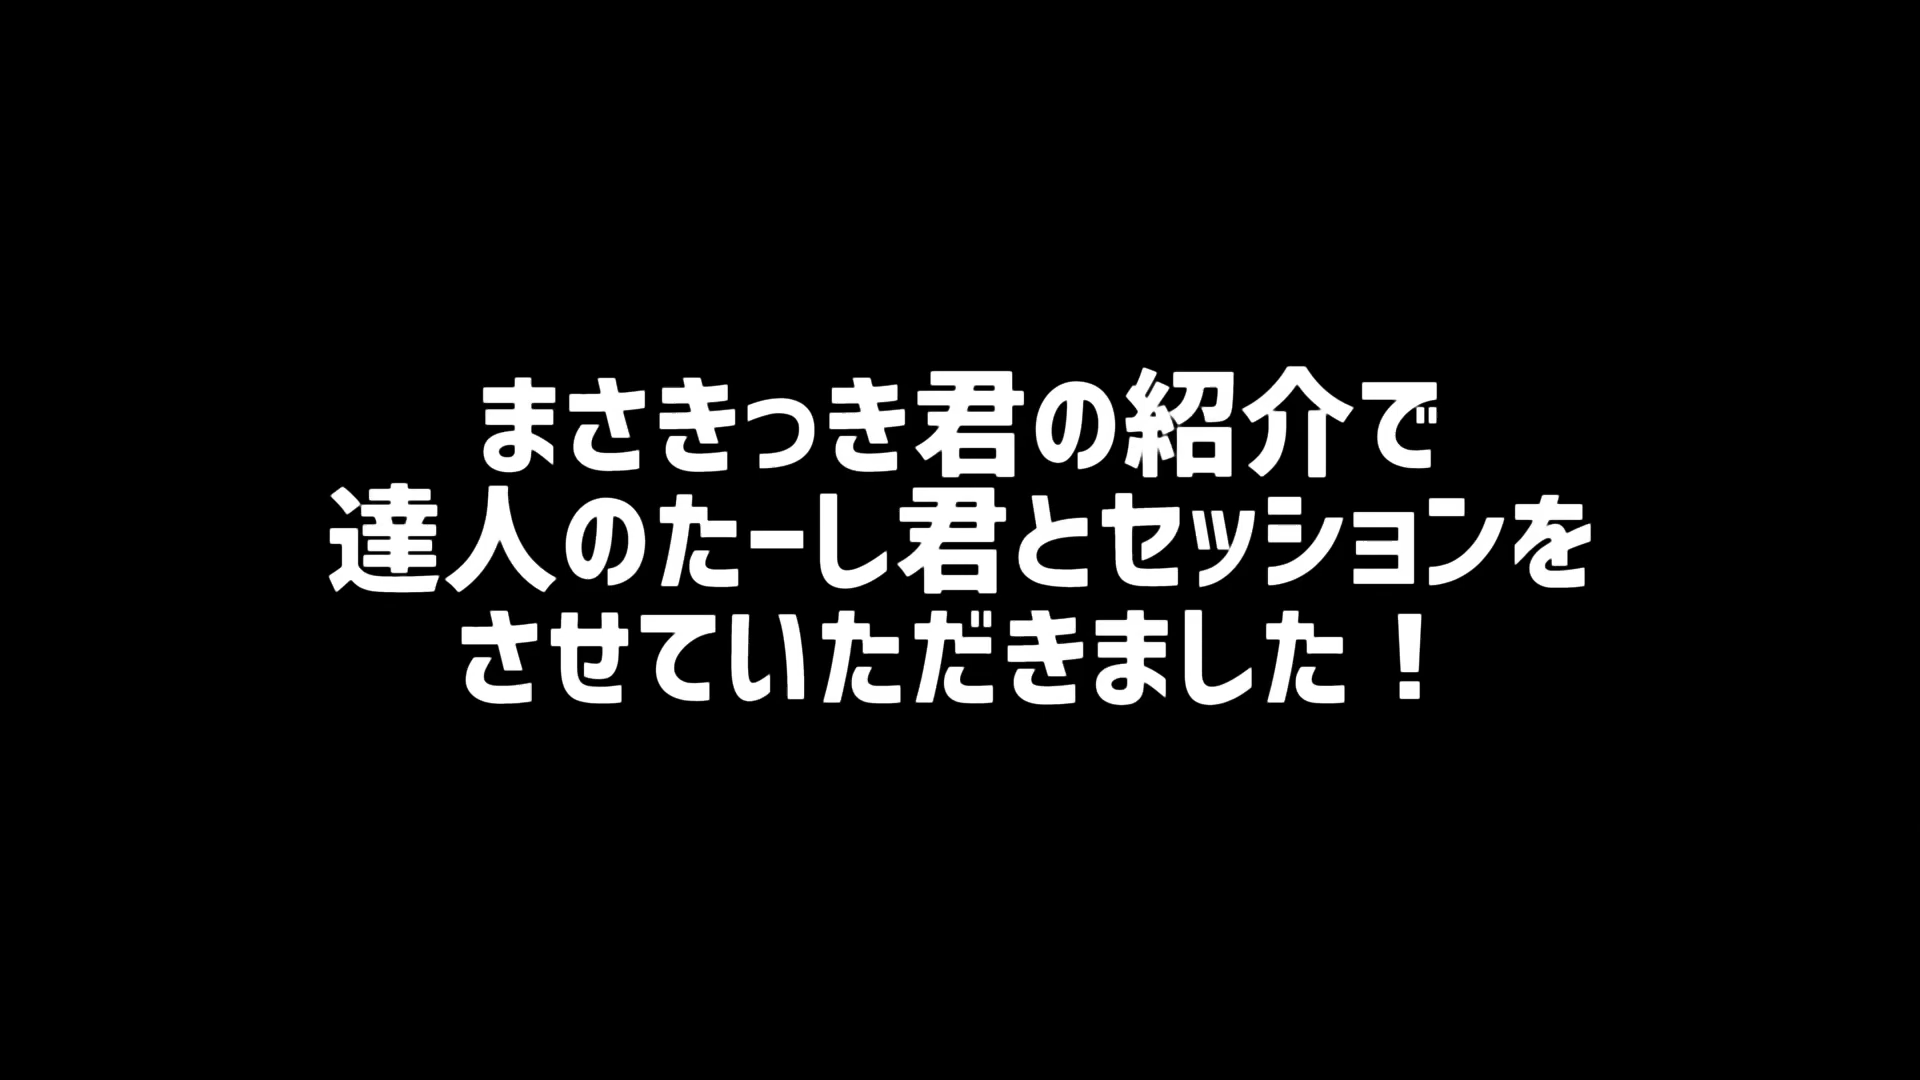 まさきっき君の紹介で
達人のたーし君とセッションを
させていただきました！